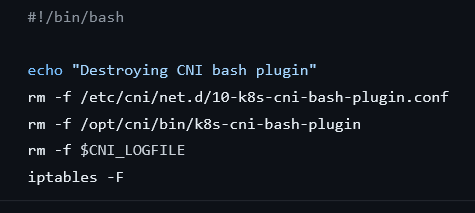 #!/bin/bash
echo "Destroying CNI bash plugin"
rm -f /etc/cni/net.d/10-k8s-cni-bash-plugin.conf
rm -f /opt/cni/bin/k8s-cni-bash-plugin
rm -f $CNI_LOGFILE
iptables -F